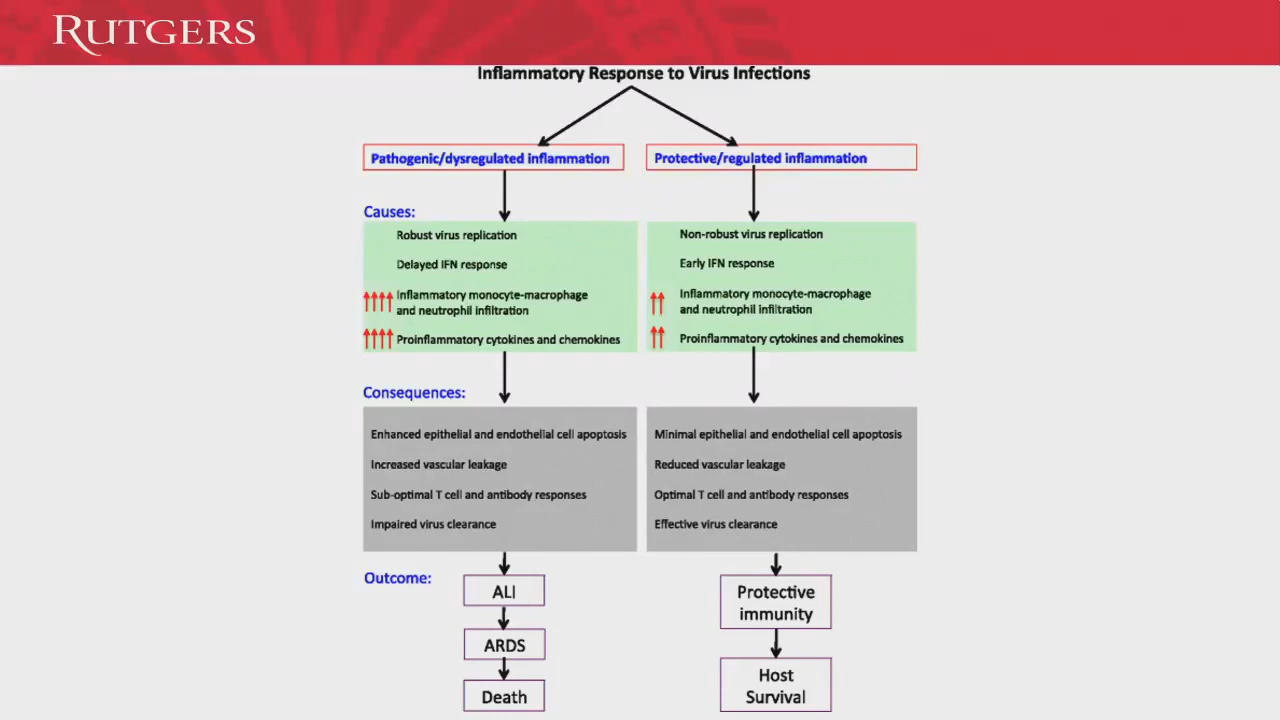 RUTGERS
Inflammatory Response to Virus Infections
Pathogenic/dysregulated inflammation
Protective/regulated inflammation
Causes:
Robust virus replication
Delayed IFN response
Inflammatory monocyte-macrophage
and neutrophil infiltration
Proinflammatory cytokines and chemokines
Non-robust virus replication
Early IFN response
Inflammatory monocyte-macrophage
and neutrophil infiltration
Proinflammatory cytokines and chemokines
Consequences:
Enhanced epithelial and endothelial cell apoptosis
Increased vascular leakage
Sub-optimal T cell and antibody responses
Impaired virus clearance
Minimal epithelial and endothelial cell apoptosis
Reduced vascular leakage
Optimal T cell and antibody responses
Effective virus clearance
Outcome:
ALI
ARDS
Death
Protective
immunity
Host
Survival